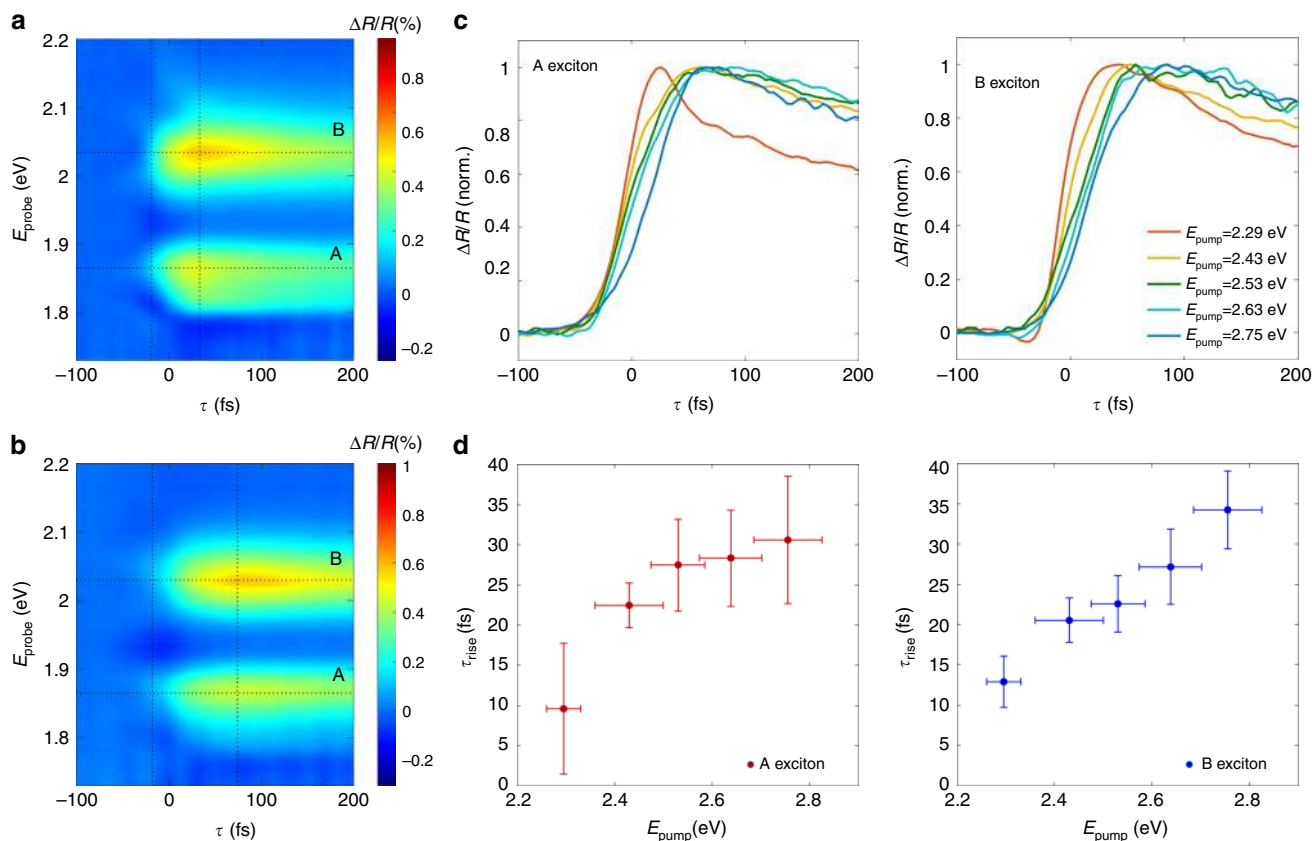 a
ΔR/R(%)
2.2
2.1
2
1.9
1.8
E_probe (eV)
B
A
–100
0
100
200
τ (fs)
0.8
0.6
0.4
0.2
0
–0.2
c
A exciton
1
0.8
0.6
0.4
0.2
0
ΔR/R (norm.)
–100
0
100
200
τ (fs)
B exciton
1
0.8
0.6
0.4
0.2
0
ΔR/R (norm.)
E_pump=2.29 eV
E_pump=2.43 eV
E_pump=2.53 eV
E_pump=2.63 eV
E_pump=2.75 eV
–100
0
100
200
τ (fs)
b
ΔR/R(%)
2.2
2.1
2
1.9
1.8
E_probe (eV)
B
A
–100
0
100
200
τ (fs)
1
0.8
0.6
0.4
0.2
0
–0.2
d
40
35
30
25
20
15
10
5
0
τ_rise (fs)
A exciton
2.2
2.4
2.6
2.8
E_pump(eV)
40
35
30
25
20
15
10
5
0
τ_rise (fs)
B exciton
2.2
2.4
2.6
2.8
E_pump (eV)